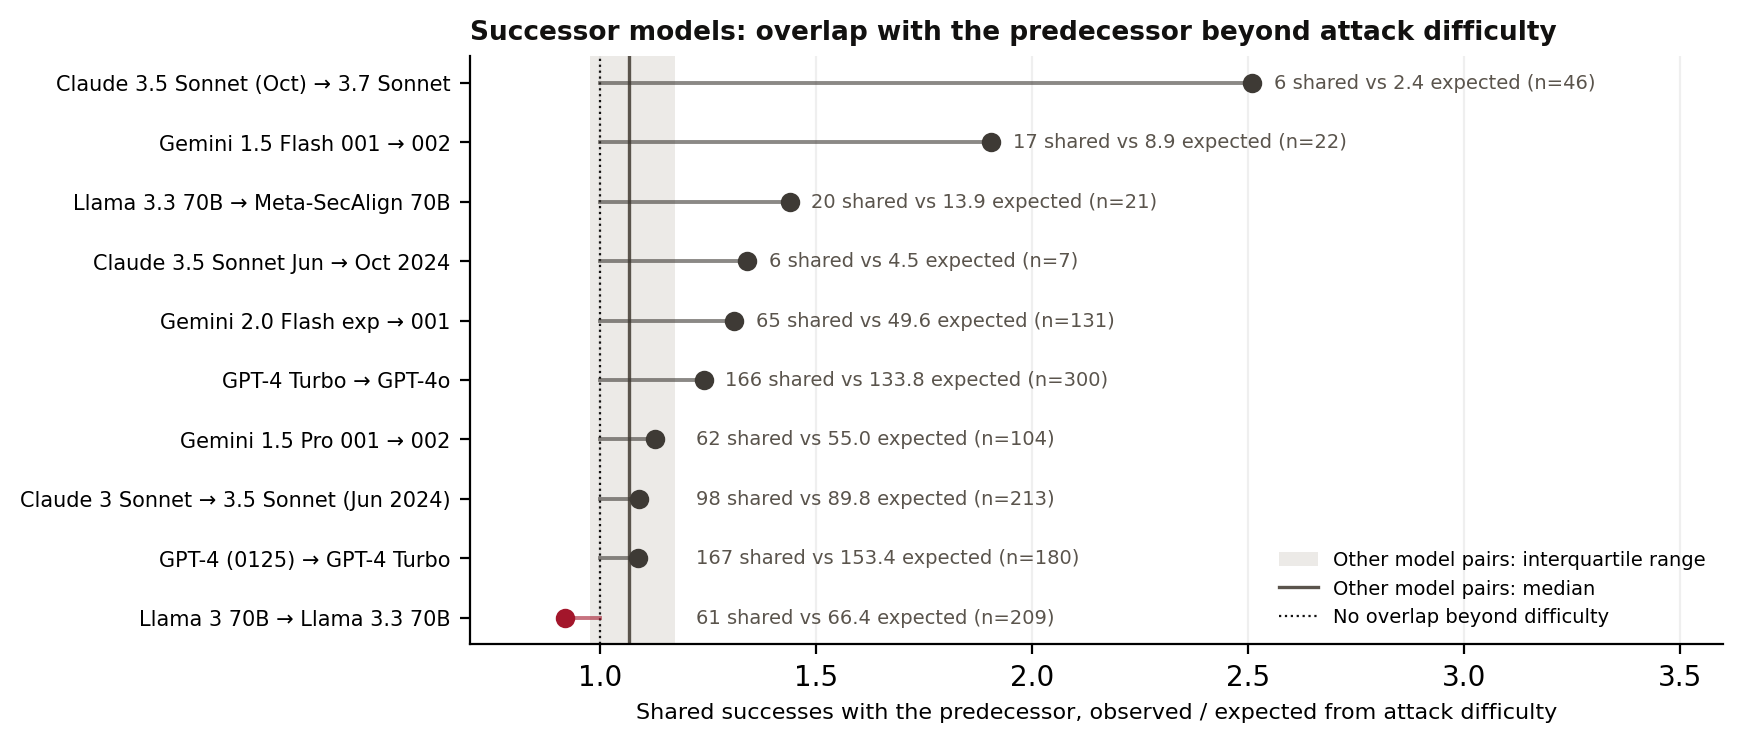 Successor models: overlap with the predecessor beyond attack difficulty
Claude 3.5 Sonnet (Oct) → 3.7 Sonnet
6 shared vs 2.4 expected (n=46)
Gemini 1.5 Flash 001 → 002
17 shared vs 8.9 expected (n=22)
Llama 3.3 70B → Meta-SecAlign 70B
20 shared vs 13.9 expected (n=21)
Claude 3.5 Sonnet Jun → Oct 2024
6 shared vs 4.5 expected (n=7)
Gemini 2.0 Flash exp → 001
65 shared vs 49.6 expected (n=131)
GPT-4 Turbo → GPT-4o
166 shared vs 133.8 expected (n=300)
Gemini 1.5 Pro 001 → 002
62 shared vs 55.0 expected (n=104)
Claude 3 Sonnet → 3.5 Sonnet (Jun 2024)
98 shared vs 89.8 expected (n=213)
GPT-4 (0125) → GPT-4 Turbo
167 shared vs 153.4 expected (n=180)
Llama 3 70B → Llama 3.3 70B
61 shared vs 66.4 expected (n=209)
Other model pairs: interquartile range
Other model pairs: median
No overlap beyond difficulty
1.0 1.5 2.0 2.5 3.0 3.5
Shared successes with the predecessor, observed / expected from attack difficulty